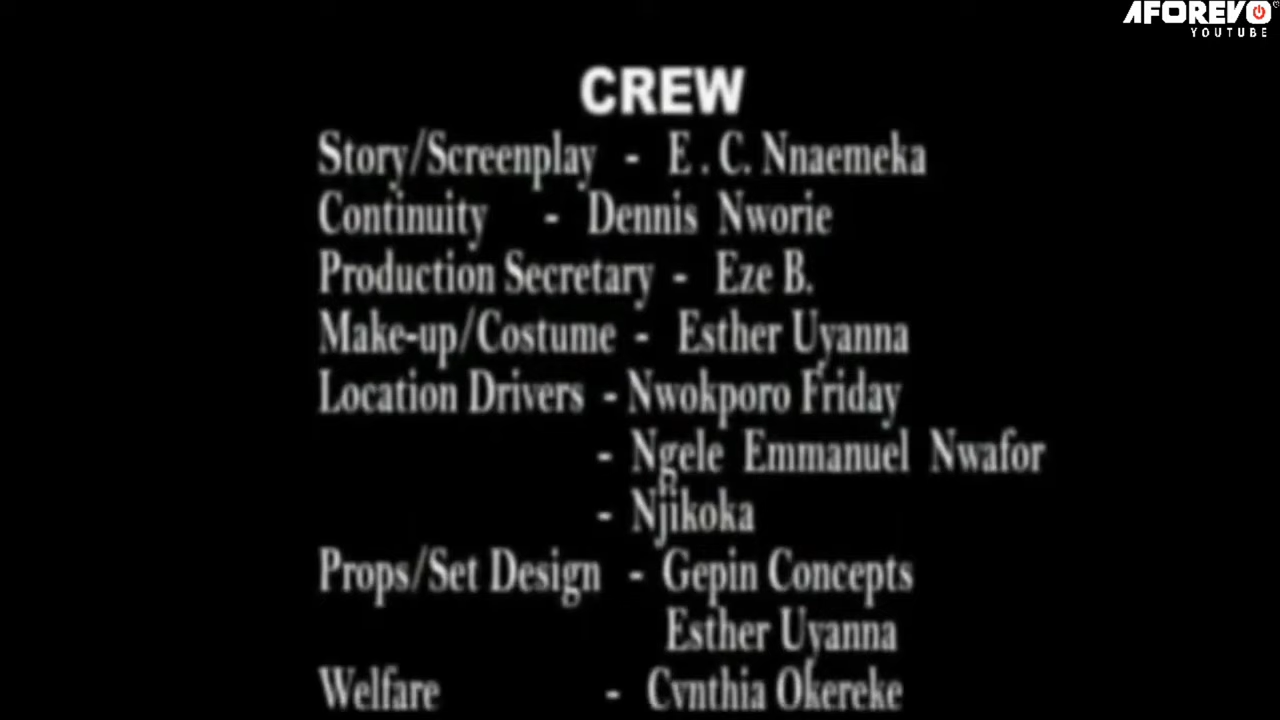 AFOREVO
YOUTUBE
CREW
Story/Screenplay - E . C. Nnaemeka
Continuity - Dennis Nworie
Production Secretary - Eze B.
Make-up/Costume - Esther Uyanna
Location Drivers - Nwokporo Friday
- Ngele Emmanuel Nwafor
- Njikoka
Props/Set Design - Gepin Concepts
Esther Uyanna
Welfare - Cynthia Okereke